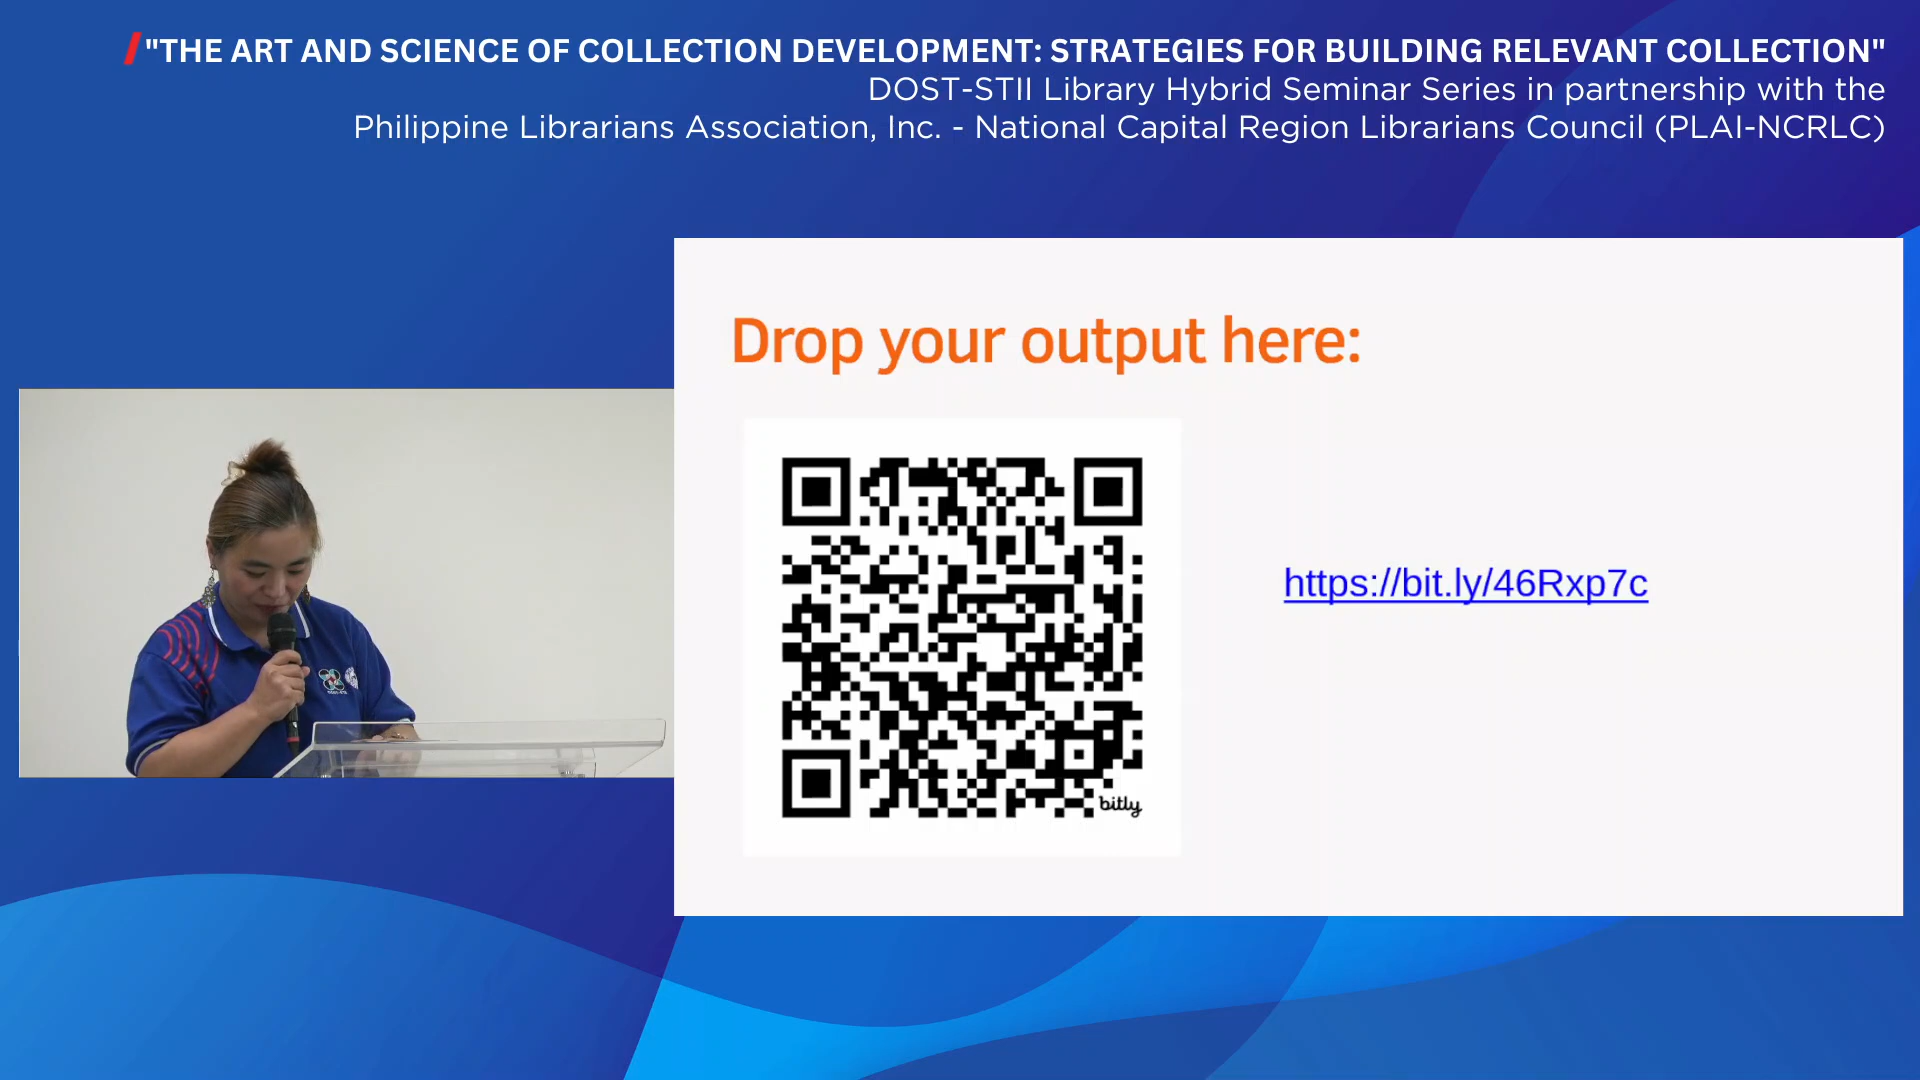 "THE ART AND SCIENCE OF COLLECTION DEVELOPMENT: STRATEGIES FOR BUILDING RELEVANT COLLECTION"
DOST-STII Library Hybrid Seminar Series in partnership with the
Philippine Librarians Association, Inc. - National Capital Region Librarians Council (PLAI-NCRLC)
Drop your output here:
https://bit.ly/46Rxp7c
bitly